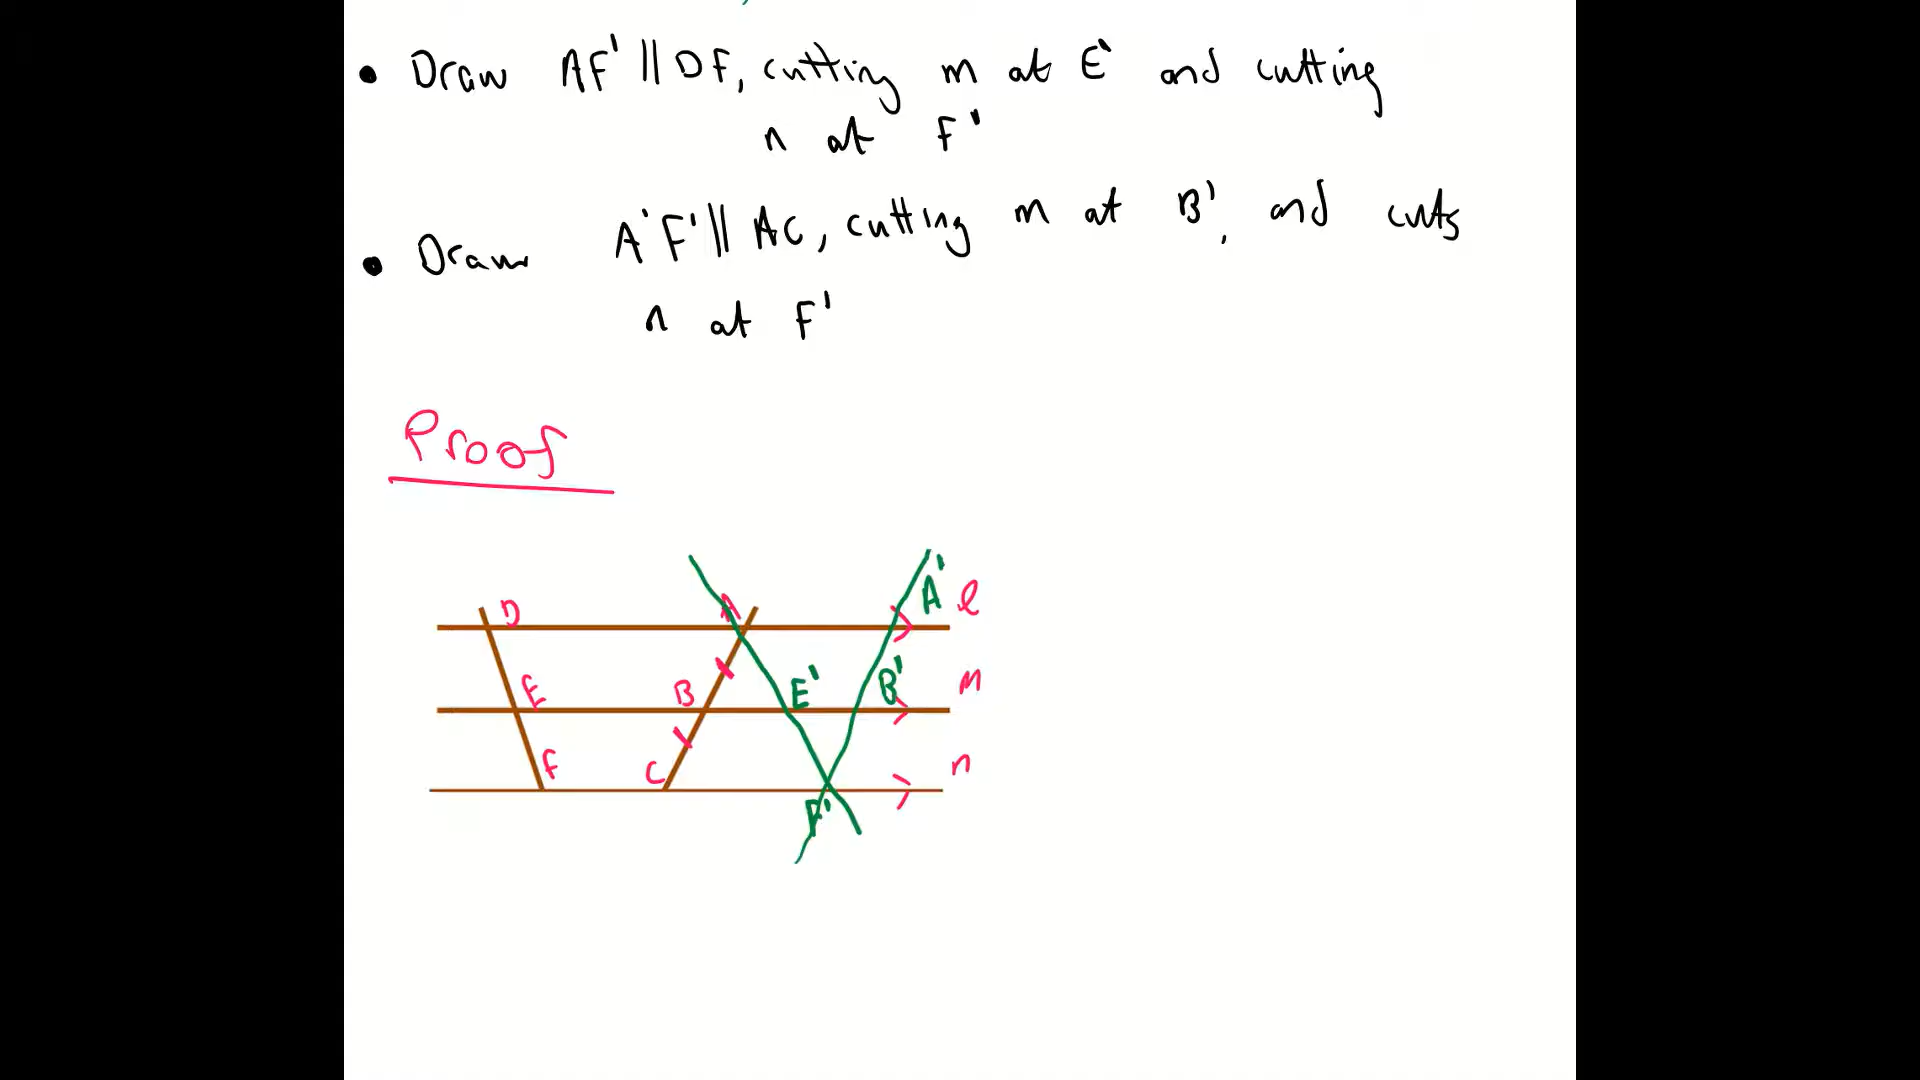 • Draw AF' || DF, cutting m at E' and cutting
n at F'
• Draw A'F' || AC, cutting m at B', and cuts
n at F'
Proof
D A A' l
E B E' B' m
F C F' n